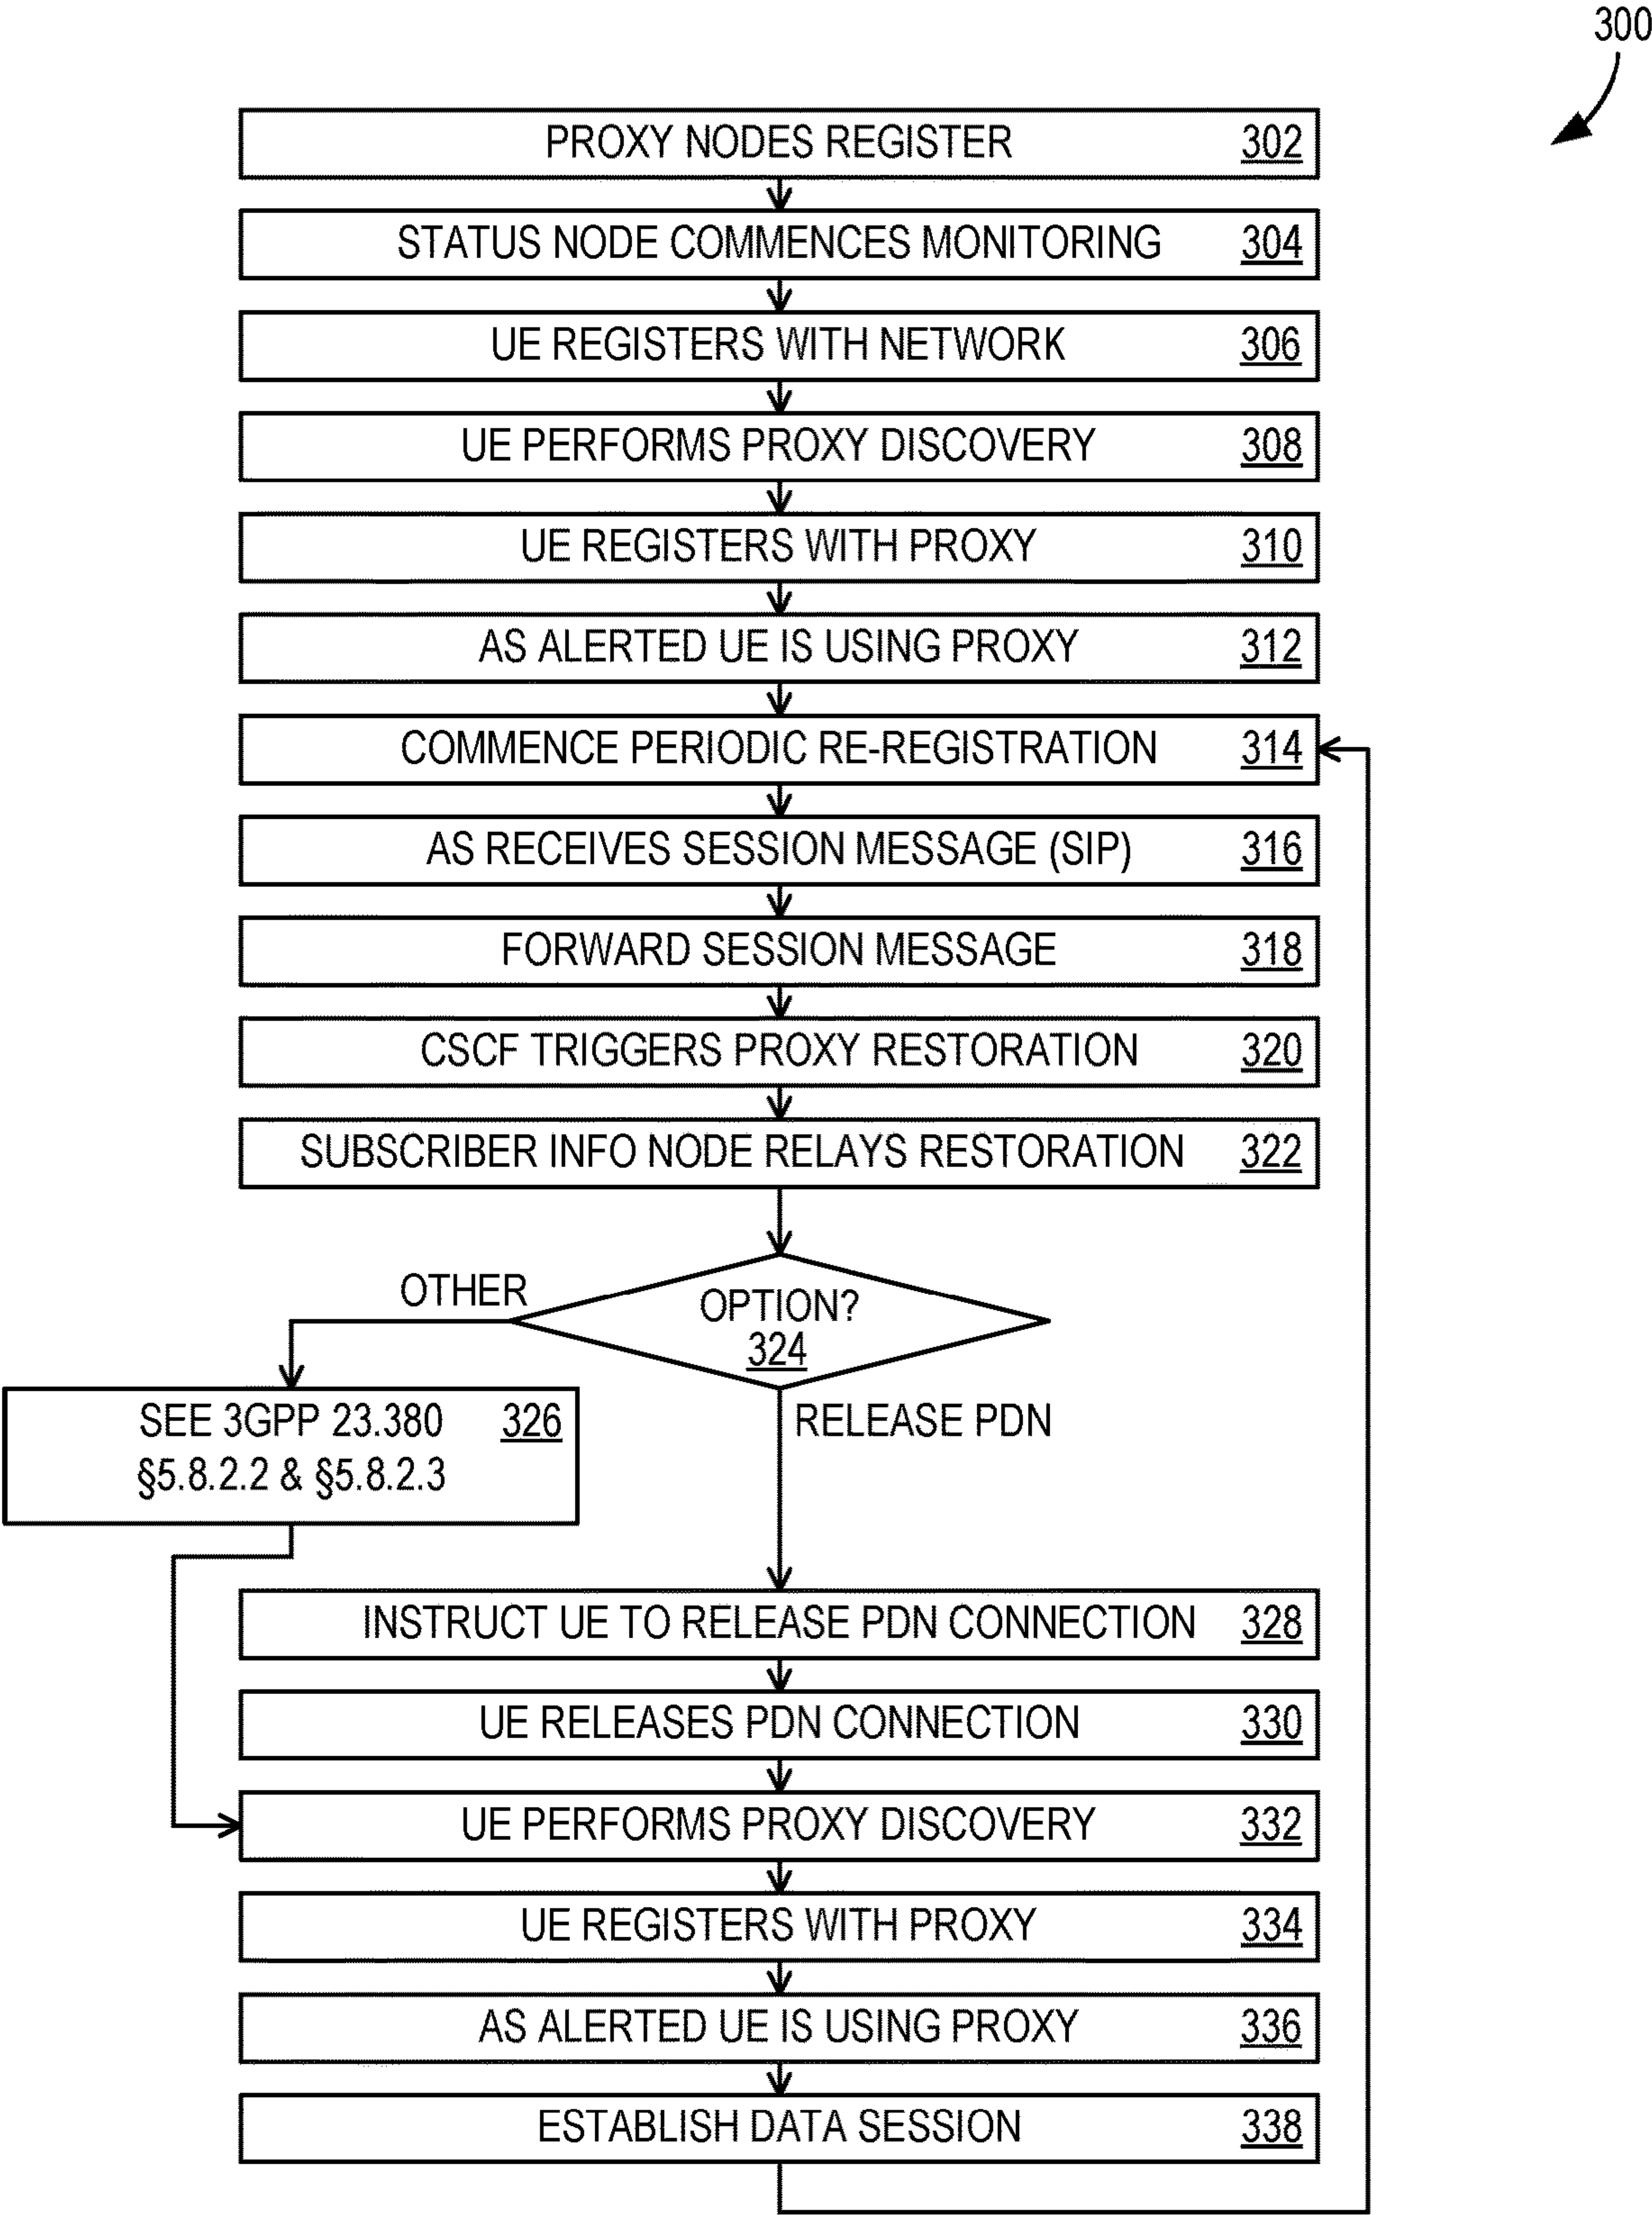 300
PROXY NODES REGISTER 302
STATUS NODE COMMENCES MONITORING 304
UE REGISTERS WITH NETWORK 306
UE PERFORMS PROXY DISCOVERY 308
UE REGISTERS WITH PROXY 310
AS ALERTED UE IS USING PROXY 312
COMMENCE PERIODIC RE-REGISTRATION 314
AS RECEIVES SESSION MESSAGE (SIP) 316
FORWARD SESSION MESSAGE 318
CSCF TRIGGERS PROXY RESTORATION 320
SUBSCRIBER INFO NODE RELAYS RESTORATION 322
OTHER
OPTION?
324
SEE 3GPP 23.380 326
§5.8.2.2 & §5.8.2.3
RELEASE PDN
INSTRUCT UE TO RELEASE PDN CONNECTION 328
UE RELEASES PDN CONNECTION 330
UE PERFORMS PROXY DISCOVERY 332
UE REGISTERS WITH PROXY 334
AS ALERTED UE IS USING PROXY 336
ESTABLISH DATA SESSION 338